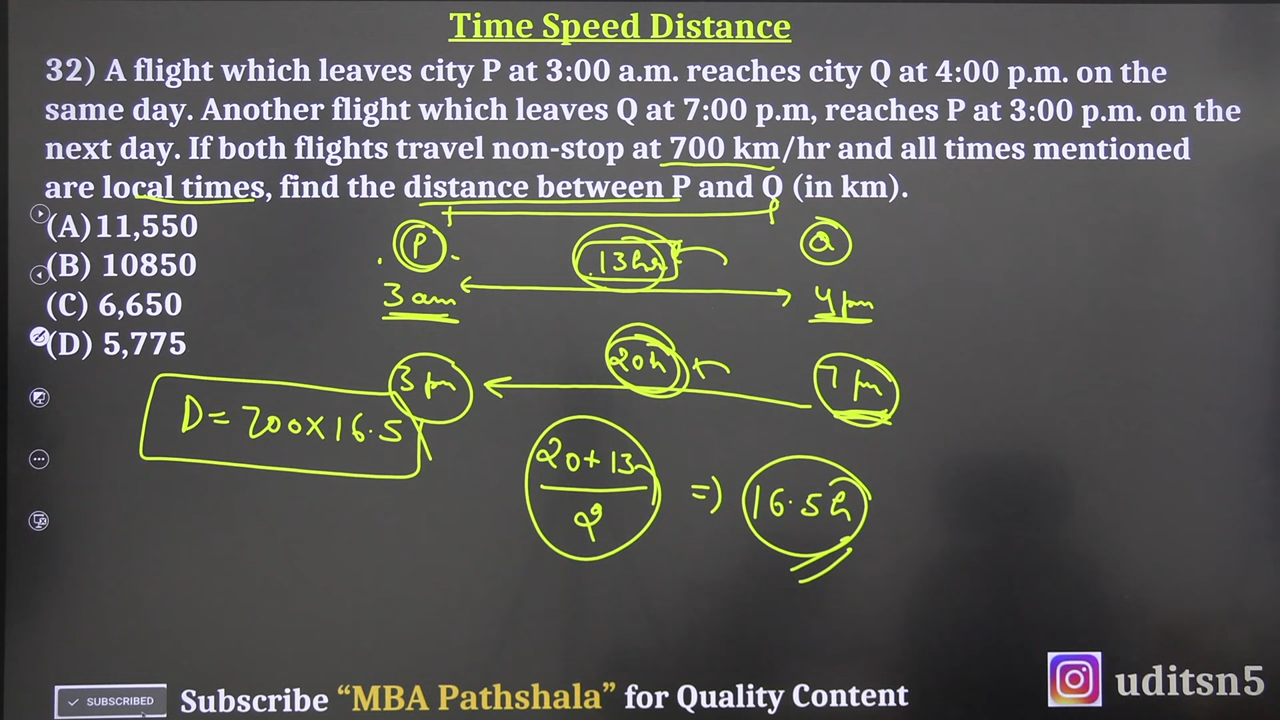 Time Speed Distance
32) A flight which leaves city P at 3:00 a.m. reaches city Q at 4:00 p.m. on the
same day. Another flight which leaves Q at 7:00 p.m, reaches P at 3:00 p.m. on the
next day. If both flights travel non-stop at 700 km/hr and all times mentioned
are local times, find the distance between P and Q (in km).
(A) 11,550
(B) 10850
(C) 6,650
(D) 5,775
P 13hr Q
3 am 4 pm
3 pm 20h 7 pm
D = 700 × 16.5
20+13 / 2 => 16.5h
SUBSCRIBED
Subscribe “MBA Pathshala” for Quality Content
uditsn5